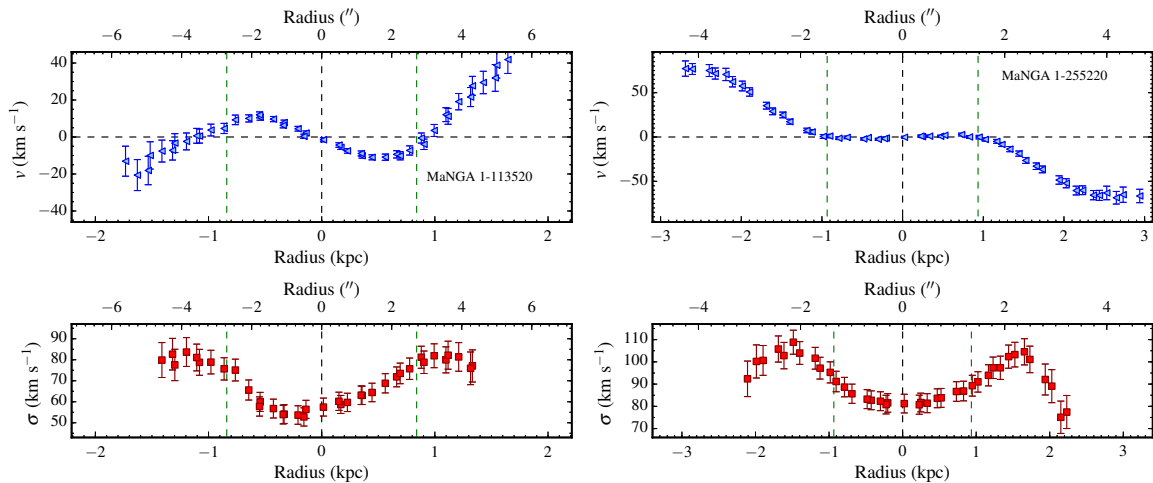 Radius (″)
−6 −4 −2 0 2 4 6
40
20
0
−20
−40
v (km s⁻¹)
MaNGA 1-113520
−2 −1 0 1 2
Radius (kpc)
Radius (″)
−4 −2 0 2 4
50
0
−50
v (km s⁻¹)
MaNGA 1-255220
−3 −2 −1 0 1 2 3
Radius (kpc)
Radius (″)
−6 −4 −2 0 2 4 6
90
80
70
60
50
σ (km s⁻¹)
−2 −1 0 1 2
Radius (kpc)
Radius (″)
−4 −2 0 2 4
110
100
90
80
70
σ (km s⁻¹)
−3 −2 −1 0 1 2 3
Radius (kpc)